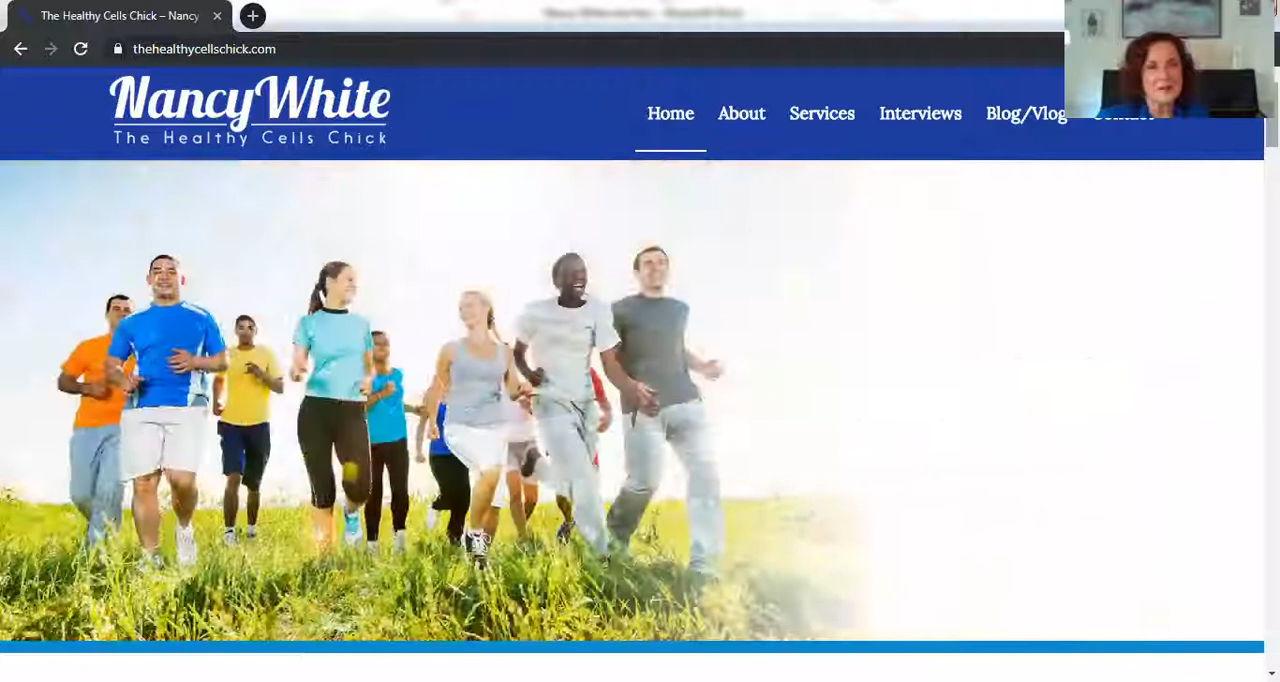 The Healthy Cells Chick – Nancy
thehealthycellschick.com
Nancy White
The Healthy Cells Chick
Home About Services Interviews Blog/Vlog